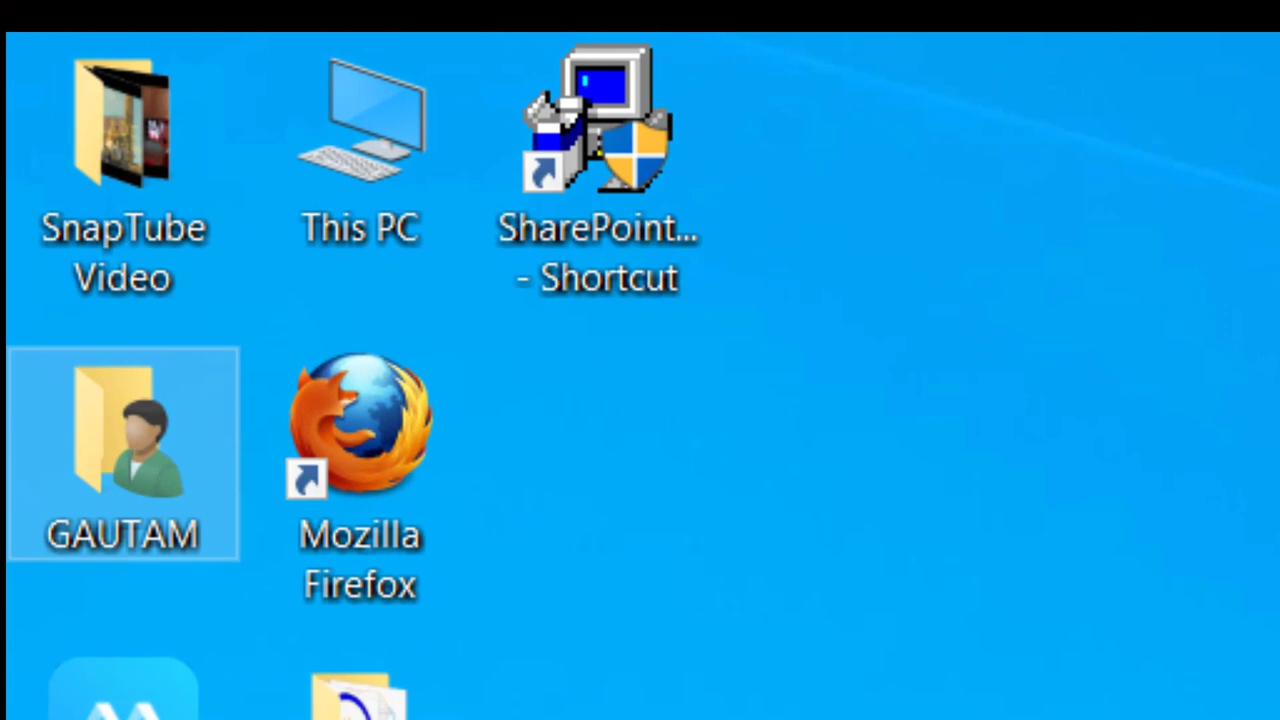 SnapTube
Video
This PC
SharePoint...
- Shortcut
GAUTAM
Mozilla
Firefox